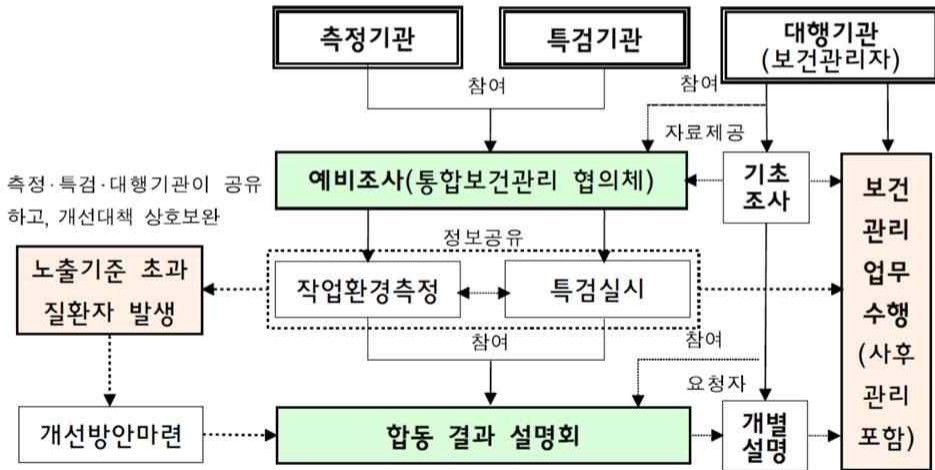 측정기관
특검기관
대행기관
(보건관리자)
참여
참여
참여
자료제공
예비조사(통합보건관리 협의체)
기초
조사
보건
관리
업무
수행
(사후
관리
포함)
측정·특검·대행기관이 공유
하고, 개선대책 상호보완
정보공유
노출기준 초과
질환자 발생
작업환경측정
특검실시
참여
참여
요청자
개선방안마련
합동 결과 설명회
개별
설명